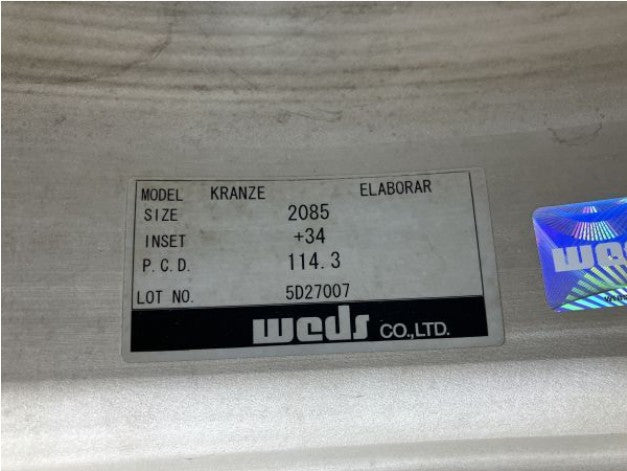 MODEL KRANZE ELABORAR
SIZE 2085
INSET +34
P.C.D. 114.3
LOT NO. 5D27007
weds CO.,LTD.